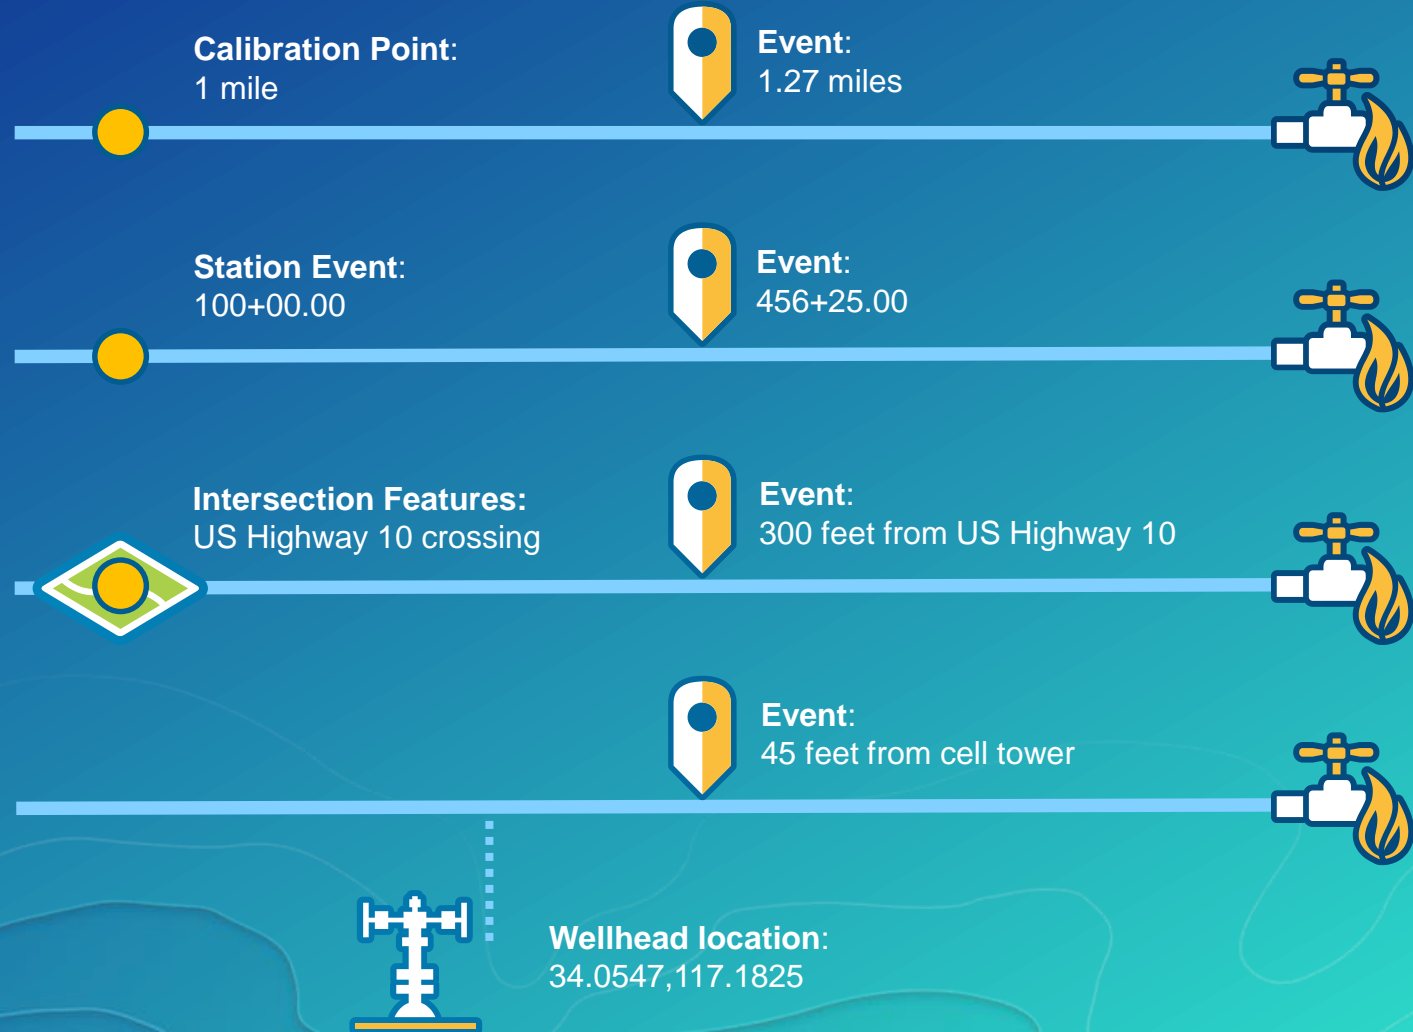 Calibration Point:
1 mile
Event:
1.27 miles
Station Event:
100+00.00
Event:
456+25.00
Intersection Features:
US Highway 10 crossing
Event:
300 feet from US Highway 10
Event:
45 feet from cell tower
Wellhead location:
34.0547,117.1825